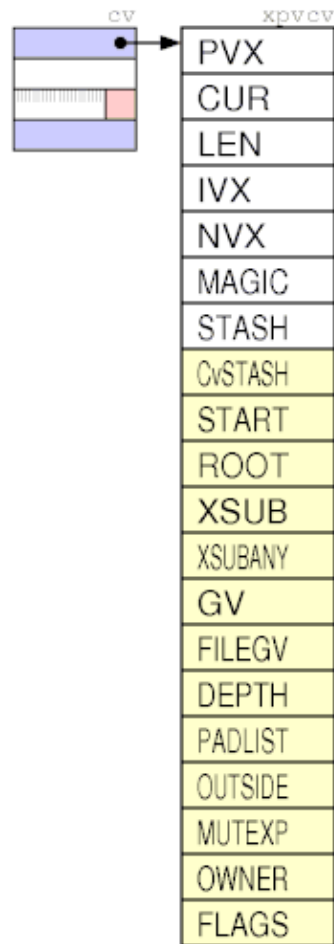 cv xpvcv
PVX
CUR
LEN
IVX
NVX
MAGIC
STASH
CvSTASH
START
ROOT
XSUB
XSUBANY
GV
FILEGV
DEPTH
PADLIST
OUTSIDE
MUTEXP
OWNER
FLAGS